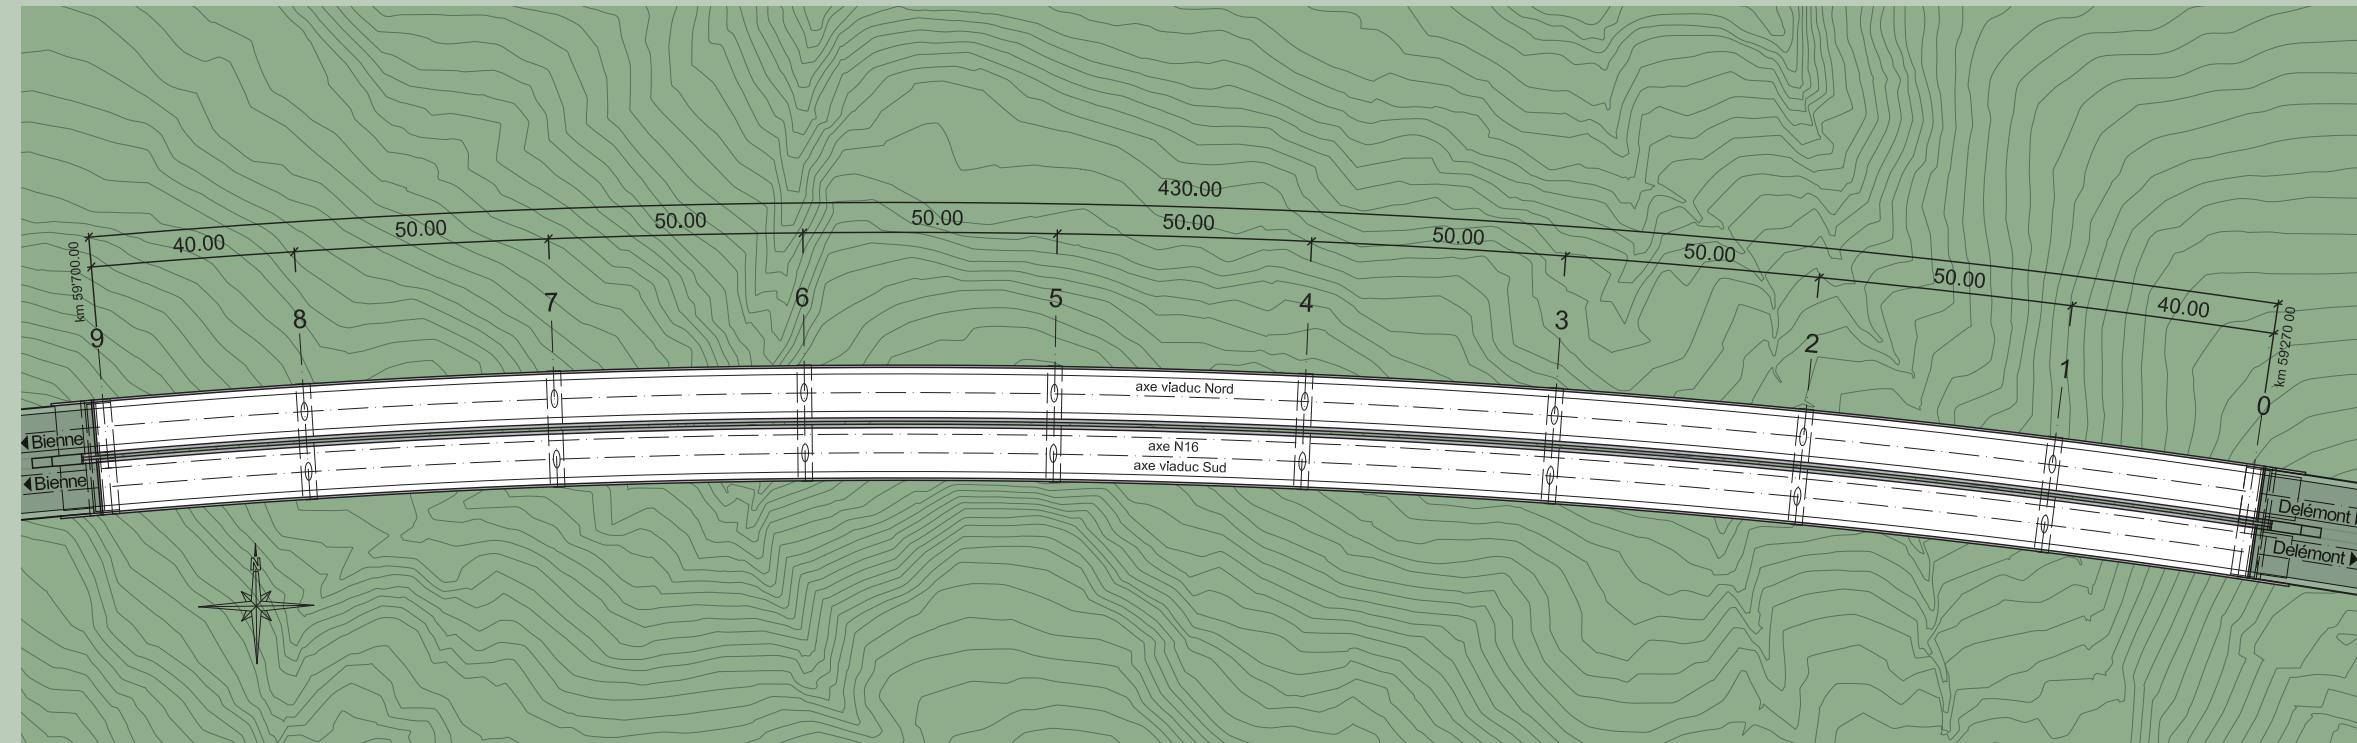 430.00
40.00
50.00
50.00
50.00
50.00
50.00
50.00
50.00
40.00
km 59'700.00
km 59'270 00
9
8
7
6
5
4
3
2
1
0
axe viaduc Nord
axe N16
axe viaduc Sud
Bienne
Bienne
Delémont
Delémont
N